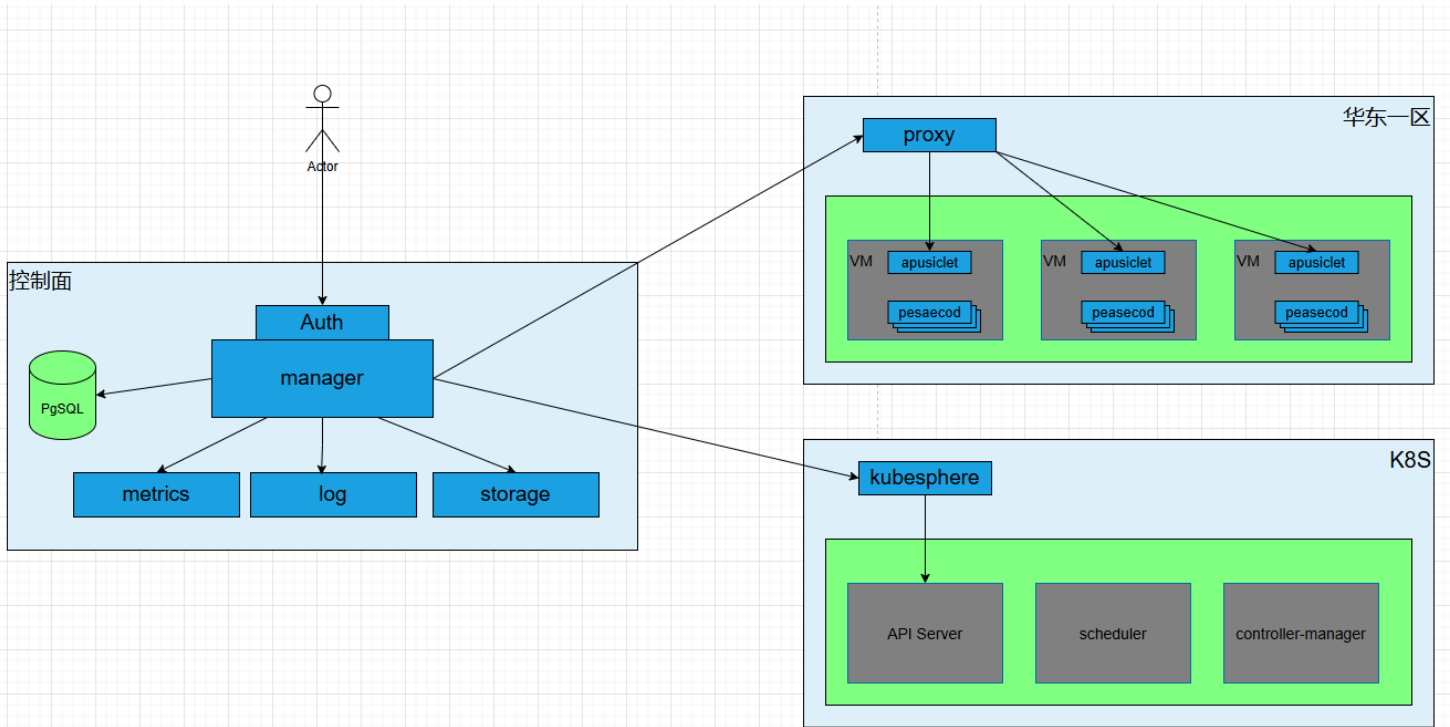 Actor
控制面
Auth
manager
PgSQL
metrics
log
storage
华东一区
proxy
VM
apusiclet
pesaecod
VM
apusiclet
peasecod
VM
apusiclet
peasecod
K8S
kubesphere
API Server
scheduler
controller-manager